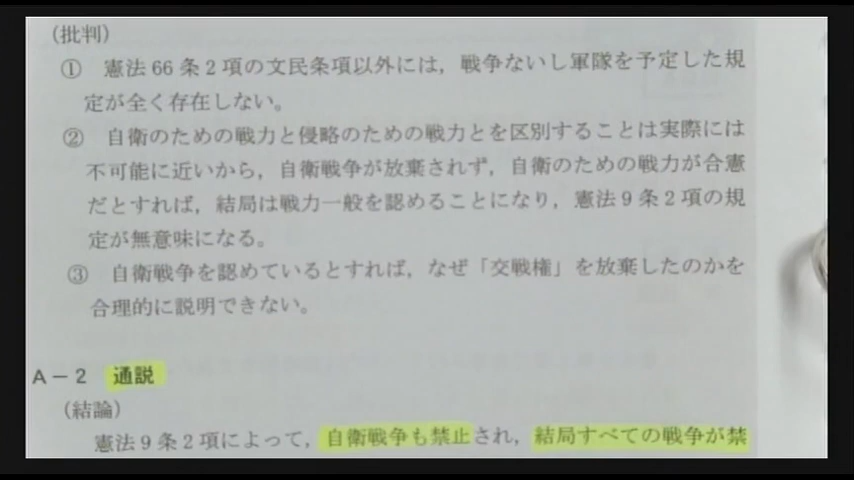 (批判)
① 憲法66条2項の文民条項以外には，戦争ないし軍隊を予定した規
定が全く存在しない。
② 自衛のための戦力と侵略のための戦力とを区別することは実際には
不可能に近いから，自衛戦争が放棄されず，自衛のための戦力が合憲
だとすれば，結局は戦力一般を認めることになり，憲法9条2項の規
定が無意味になる。
③ 自衛戦争を認めているとすれば，なぜ「交戦権」を放棄したのかを
合理的に説明できない。
A－2 通説
(結論)
憲法9条2項によって，自衛戦争も禁止され，結局すべての戦争が禁